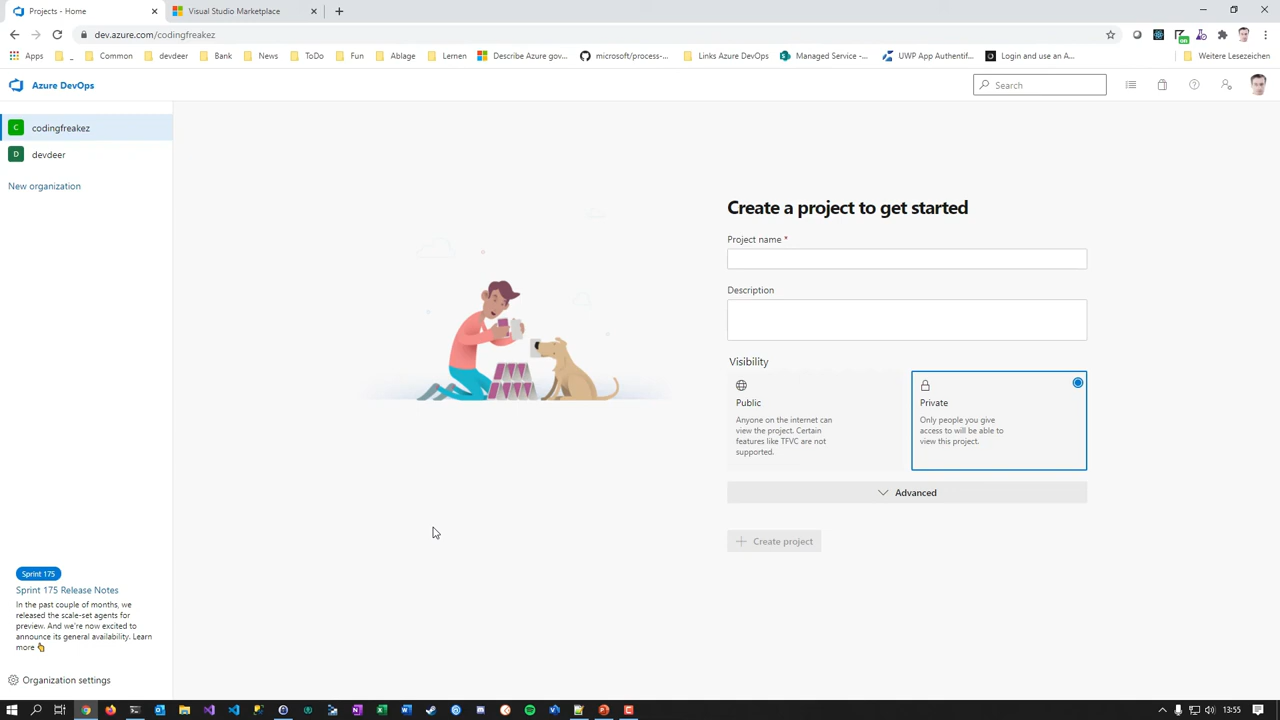 Projects - Home
Visual Studio Marketplace
dev.azure.com/codingfreakez
Apps
_
Common
devdeer
Bank
News
ToDo
Fun
Ablage
Lernen
Describe Azure gov...
microsoft/process-...
Links Azure DevOps
Managed Service -...
UWP App Authentif...
Login and use an A...
Weitere Lesezeichen
Azure DevOps
Search
C codingfreakez
D devdeer
New organization
Create a project to get started
Project name *
Description
Visibility
Public
Anyone on the internet can
view the project. Certain
features like TFVC are not
supported.
Private
Only people you give
access to will be able to
view this project.
Advanced
Create project
Sprint 175
Sprint 175 Release Notes
In the past couple of months, we
released the scale-set agents for
preview. And we're now excited to
announce its general availability. Learn
more 👆
Organization settings
13:55